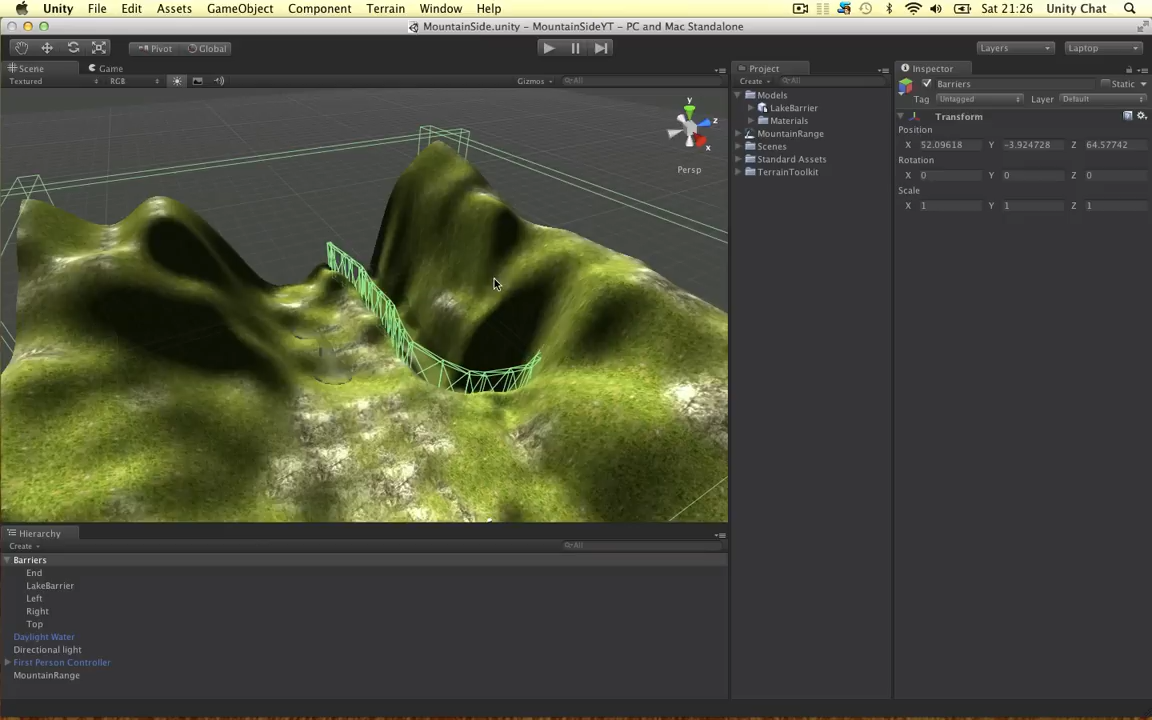 Unity File Edit Assets GameObject Component Terrain Window Help Sat 21:26 Unity Chat
MountainSide.unity - MountainSideYT - PC and Mac Standalone
Pivot Global Layers Laptop
Scene Game
Textured RGB Gizmos All
y
z
x
Persp
Project
Create All
Models
LakeBarrier
Materials
MountainRange
Scenes
Standard Assets
TerrainToolkit
Inspector
Barriers Static
Tag Untagged Layer Default
Transform
Position
X 52.09618 Y -3.924728 Z 64.57742
Rotation
X 0 Y 0 Z 0
Scale
X 1 Y 1 Z 1
Hierarchy
Create All
Barriers
End
LakeBarrier
Left
Right
Top
Daylight Water
Directional light
First Person Controller
MountainRange